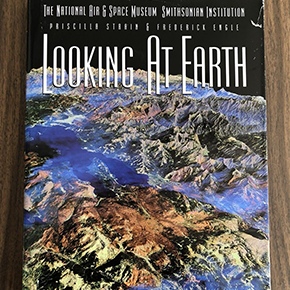 THE NATIONAL AIR & SPACE MUSEUM SMITHSONIAN INSTITUTION
PRISCILLA STRAIN & FREDERICK ENGLE
LOOKING AT EARTH